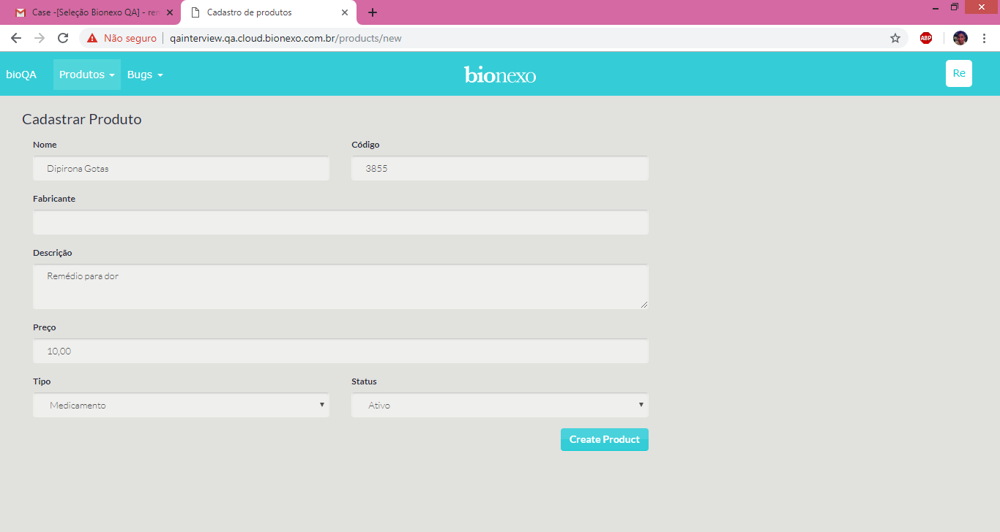 Case -[Seleção Bionexo QA] - ren
Cadastro de produtos
Não seguro
qainterview.qa.cloud.bionexo.com.br/products/new
ABP
bioQA
Produtos
Bugs
bionexo
Re
Cadastrar Produto
Nome
Código
Dipirona Gotas
3855
Fabricante
Descrição
Remédio para dor
Preço
10,00
Tipo
Status
Medicamento
Ativo
Create Product